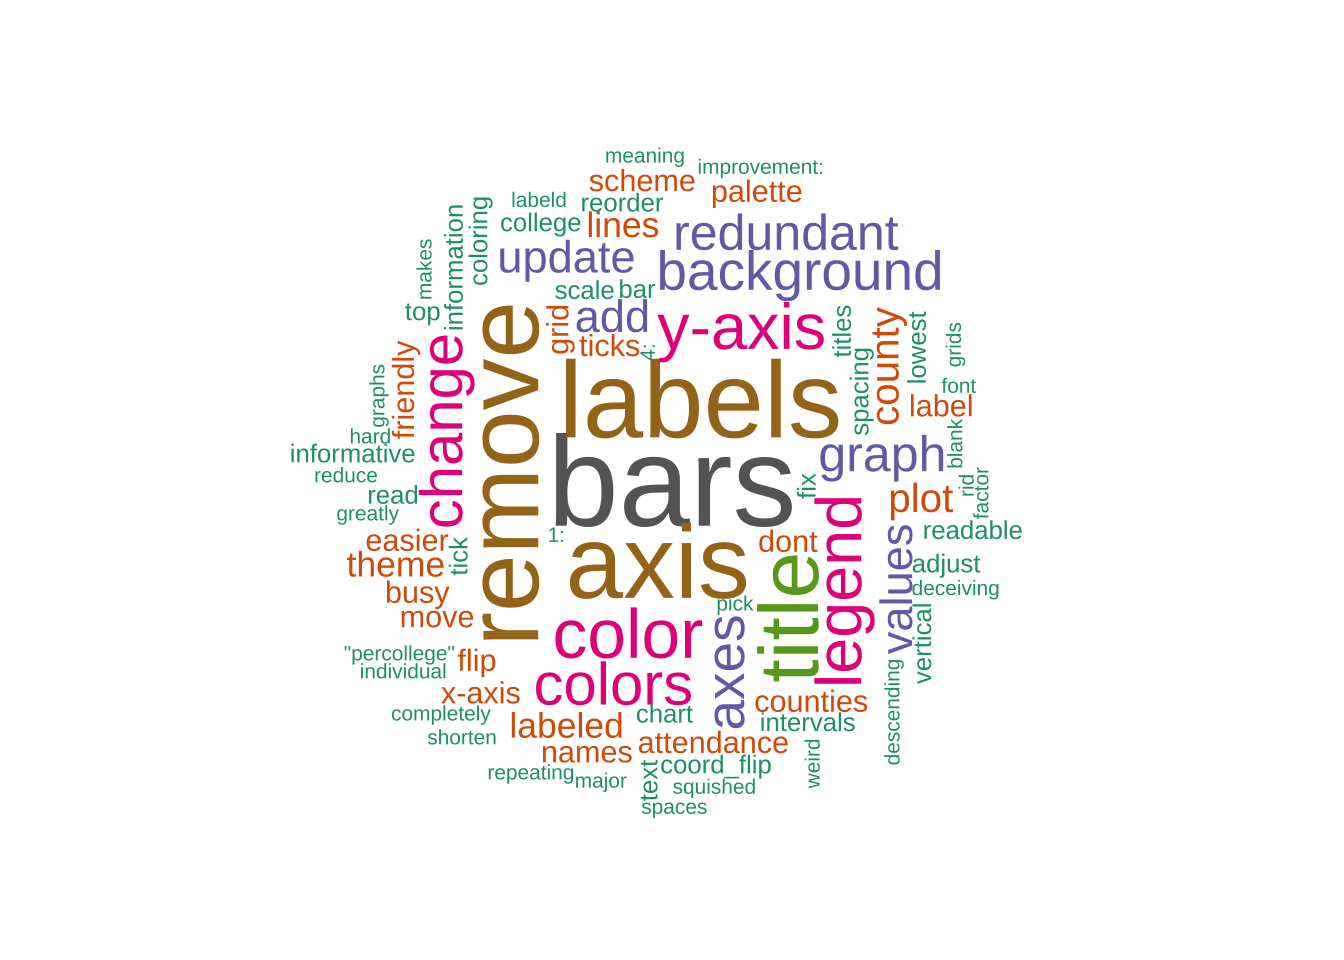 meaning
improvement:
scheme
palette
labeld
reorder
college
lines
redundant
information
coloring
makes
update
background
scale
bar
top
grid
add
y-axis
titles
county
lowest
grids
ticks
4:
friendly
change
remove
labels
spacing
font
label
graphs
hard
informative
reduce
read
greatly
bars
graph
blank
fix
rid
factor
plot
readable
easier
theme
tick
1:
axis
dont
legend
values
adjust
deceiving
busy
move
pick
title
vertical
color
axes
"percollege"
individual
flip
colors
x-axis
counties
descending
completely
shorten
labeled
chart
intervals
names
attendance
weird
repeating
major
text
coord_flip
squished
spaces